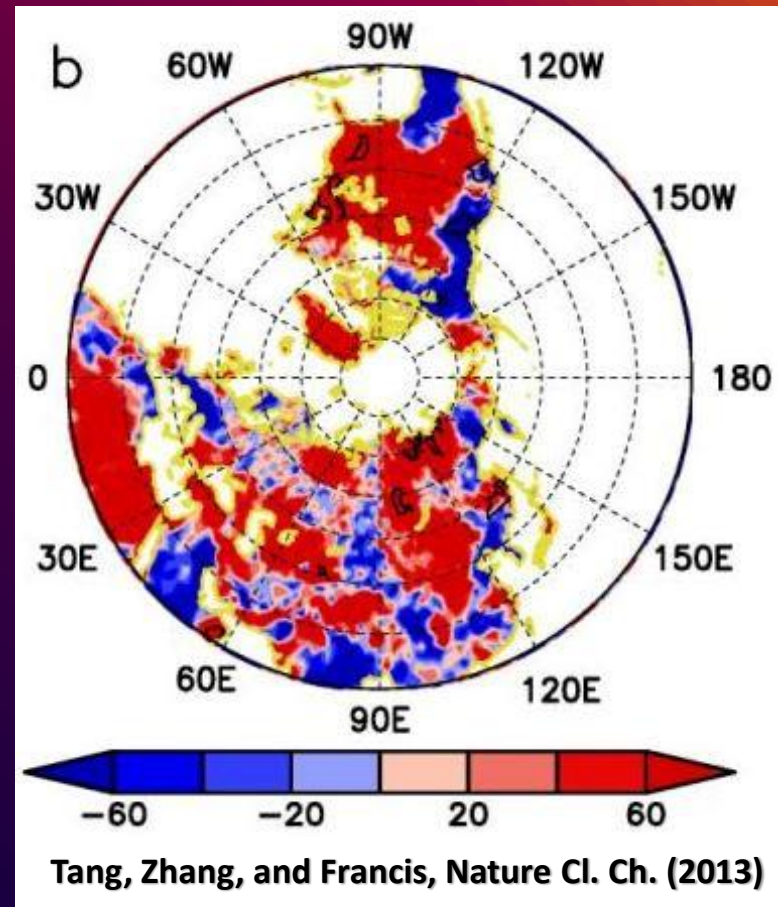 b
90W
60W
120W
30W
150W
0
180
30E
150E
60E
120E
90E
−60
−20
20
60
Tang, Zhang, and Francis, Nature Cl. Ch. (2013)